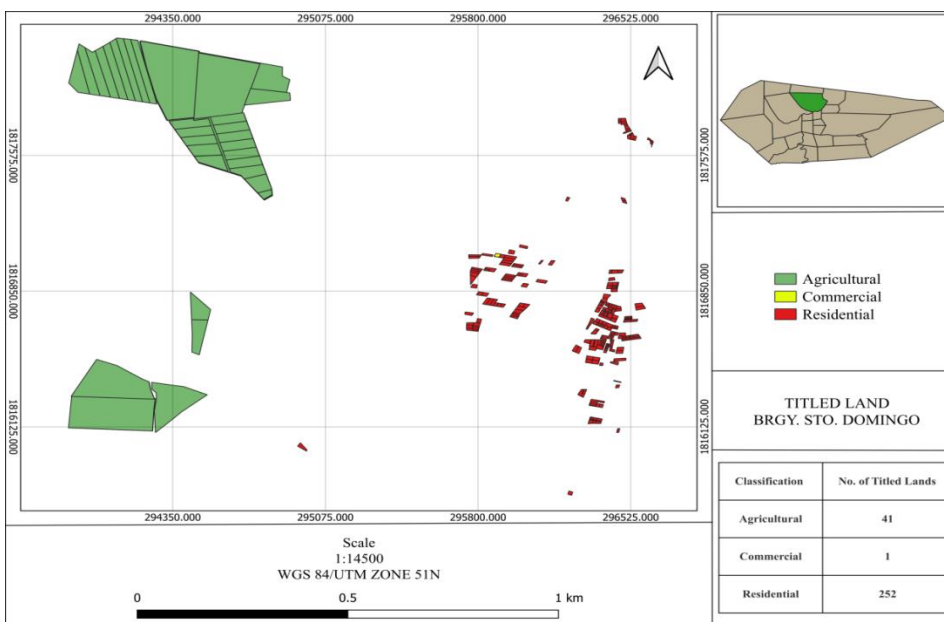 294350.000 295075.000 295800.000 296525.000
1817575.000 1817575.000
1816850.000 1816850.000
1816125.000 1816125.000
294350.000 295075.000 295800.000 296525.000
Agricultural
Commercial
Residential
TITLED LAND
BRGY. STO. DOMINGO
Classification No. of Titled Lands
Agricultural 41
Commercial 1
Residential 252
Scale
1:14500
WGS 84/UTM ZONE 51N
0 0.5 1 km